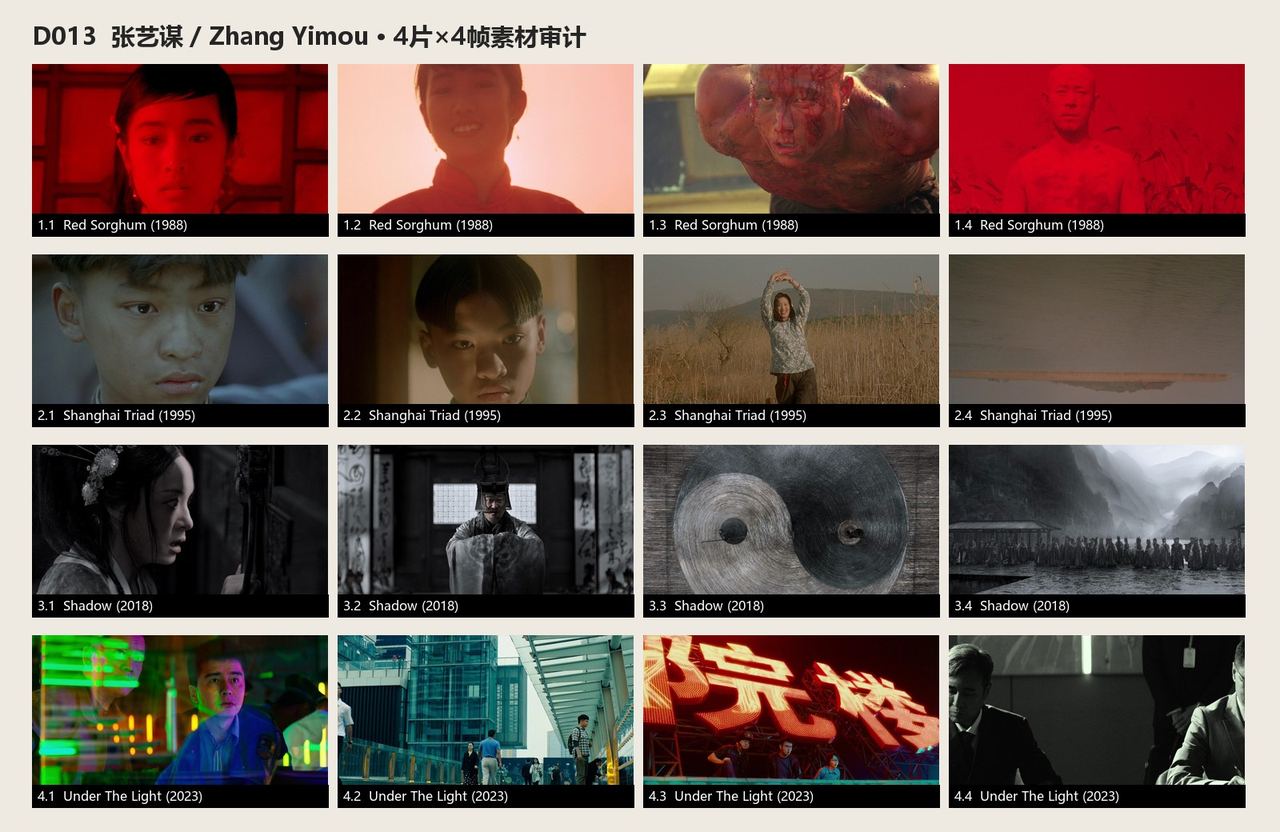 D013 张艺谋 / Zhang Yimou • 4片×4帧素材审计
1.1 Red Sorghum (1988)
1.2 Red Sorghum (1988)
1.3 Red Sorghum (1988)
1.4 Red Sorghum (1988)
2.1 Shanghai Triad (1995)
2.2 Shanghai Triad (1995)
2.3 Shanghai Triad (1995)
2.4 Shanghai Triad (1995)
3.1 Shadow (2018)
3.2 Shadow (2018)
3.3 Shadow (2018)
3.4 Shadow (2018)
4.1 Under The Light (2023)
4.2 Under The Light (2023)
院完楼
4.3 Under The Light (2023)
4.4 Under The Light (2023)